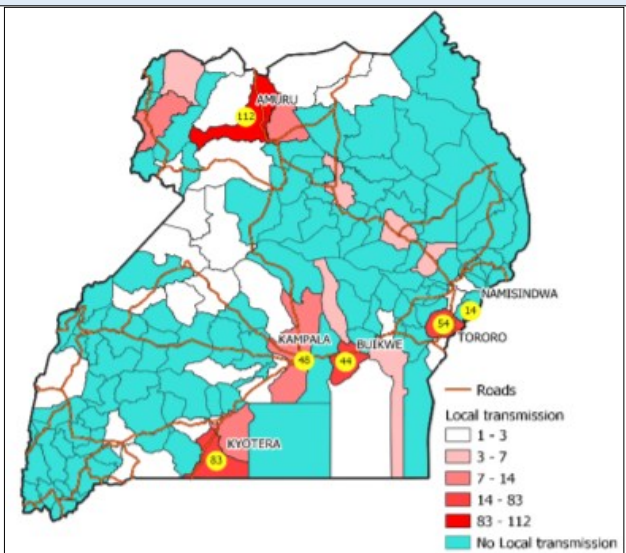 AMURU
112
NAMISINDWA
14
54
TORORO
KAMPALA
48
BUIKWE
44
KYOTERA
83
Roads
Local transmission
1 - 3
3 - 7
7 - 14
14 - 83
83 - 112
No Local transmission